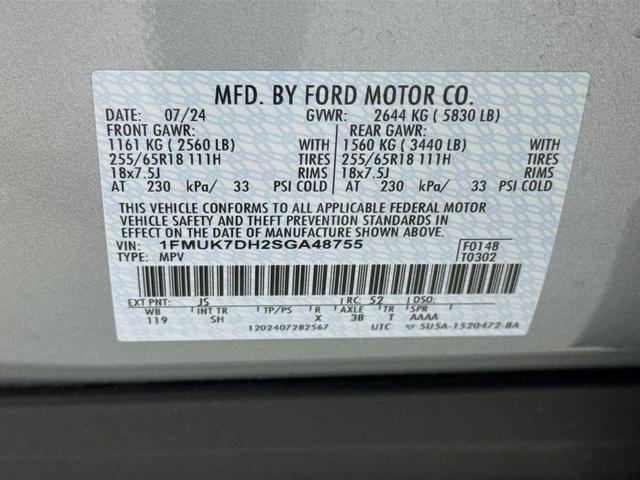 MFD. BY FORD MOTOR CO.
DATE: 07/24 GVWR: 2644 KG ( 5830 LB)
FRONT GAWR: REAR GAWR:
1161 KG ( 2560 LB) WITH 1560 KG ( 3440 LB) WITH
255/65R18 111H TIRES 255/65R18 111H TIRES
18x7.5J RIMS 18x7.5J RIMS
AT 230 kPa/ 33 PSI COLD AT 230 kPa/ 33 PSI COLD
THIS VEHICLE CONFORMS TO ALL APPLICABLE FEDERAL MOTOR
VEHICLE SAFETY AND THEFT PREVENTION STANDARDS IN
EFFECT ON THE DATE OF MANUFACTURE SHOWN ABOVE.
VIN: 1FMUK7DH2SGA48755 F0148
TYPE: MPV T0302
EXT PNT: JS RC: 52 DSO:
WB INT TR TP/PS R AXLE TR SPR
119 SH X 3B T AAAA
1202407282567 UTC 5U5A-1520472-BA